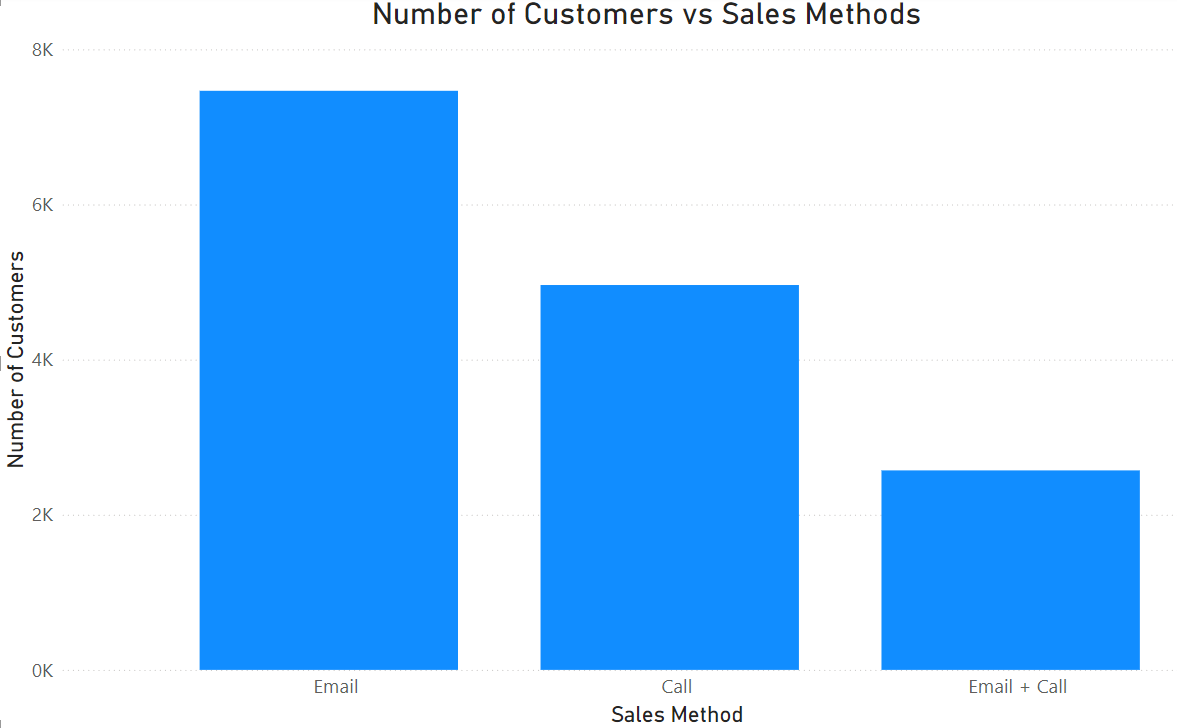 Number of Customers vs Sales Methods
Number of Customers
8K
6K
4K
2K
0K
Email
Call
Email + Call
Sales Method